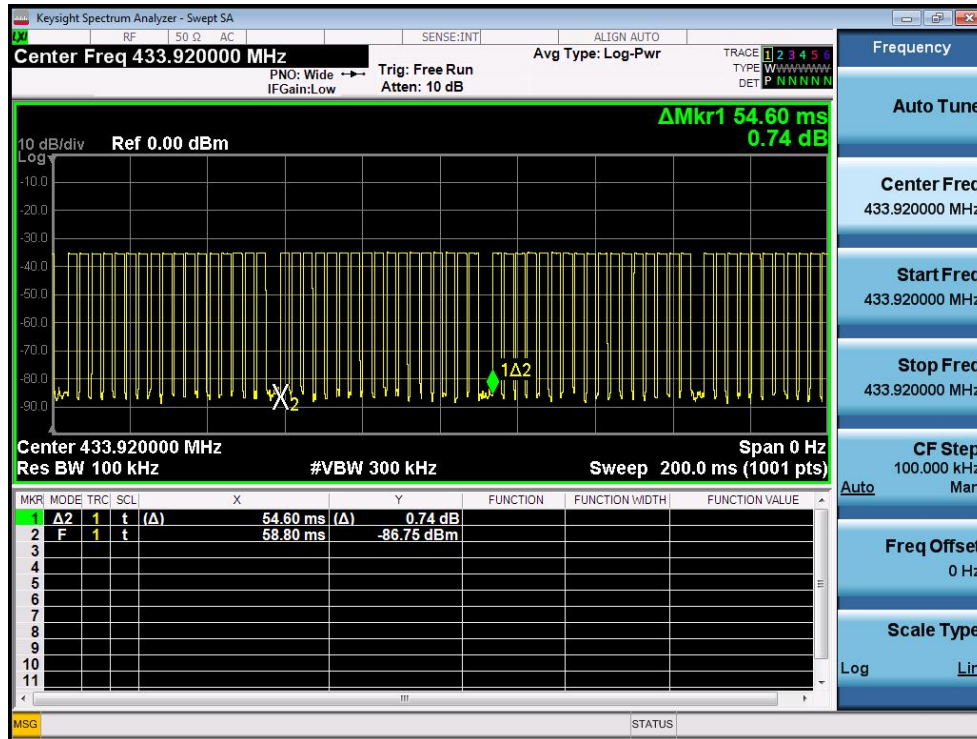 Keysight Spectrum Analyzer - Swept SA
LXI RF 50 Ω AC SENSE:INT ALIGN AUTO
Center Freq 433.920000 MHz
PNO: Wide
IFGain:Low
Trig: Free Run
Atten: 10 dB
Avg Type: Log-Pwr
TRACE 1 2 3 4 5 6
TYPE WWWWWW
DET P N N N N N
ΔMkr1 54.60 ms
0.74 dB
10 dB/div Ref 0.00 dBm
Log
-10.0
-20.0
-30.0
-40.0
-50.0
-60.0
-70.0
-80.0
-90.0
1Δ2
X2
Center 433.920000 MHz Span 0 Hz
Res BW 100 kHz #VBW 300 kHz Sweep 200.0 ms (1001 pts)
MKR MODE TRC SCL X Y FUNCTION FUNCTION WIDTH FUNCTION VALUE
1 Δ2 1 t (Δ) 54.60 ms (Δ) 0.74 dB
2 F 1 t 58.80 ms -86.75 dBm
3
4
5
6
7
8
9
10
11
MSG STATUS
Frequency
Auto Tune
Center Freq
433.920000 MHz
Start Freq
433.920000 MHz
Stop Freq
433.920000 MHz
CF Step
100.000 kHz
Auto Man
Freq Offset
0 Hz
Scale Type
Log Lin